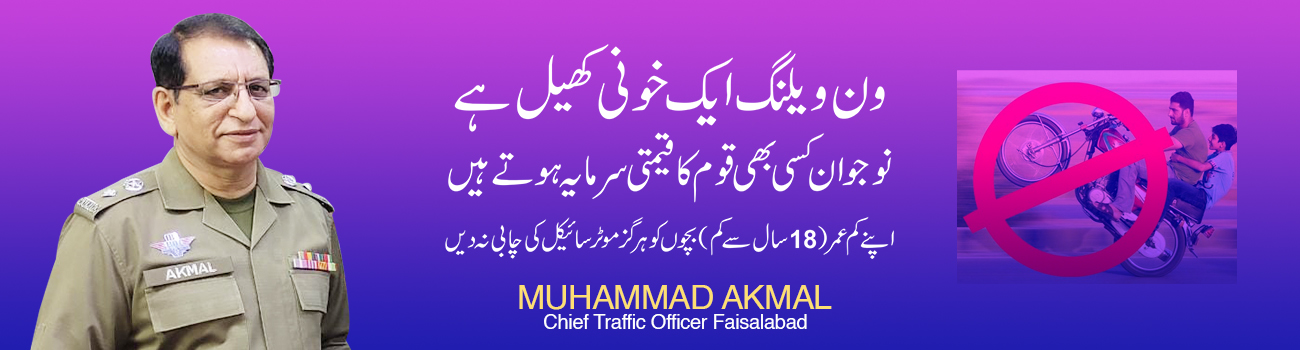 ون ویلنگ ایک خونی کھیل ہے
نوجوان کسی بھی قوم کا قیمتی سرمایہ ہوتے ہیں
اپنے کم عمر (18 سال سے کم) بچوں کو ہرگز موٹر سائیکل کی چابی نہ دیں
AKMAL
MUHAMMAD AKMAL
Chief Traffic Officer Faisalabad